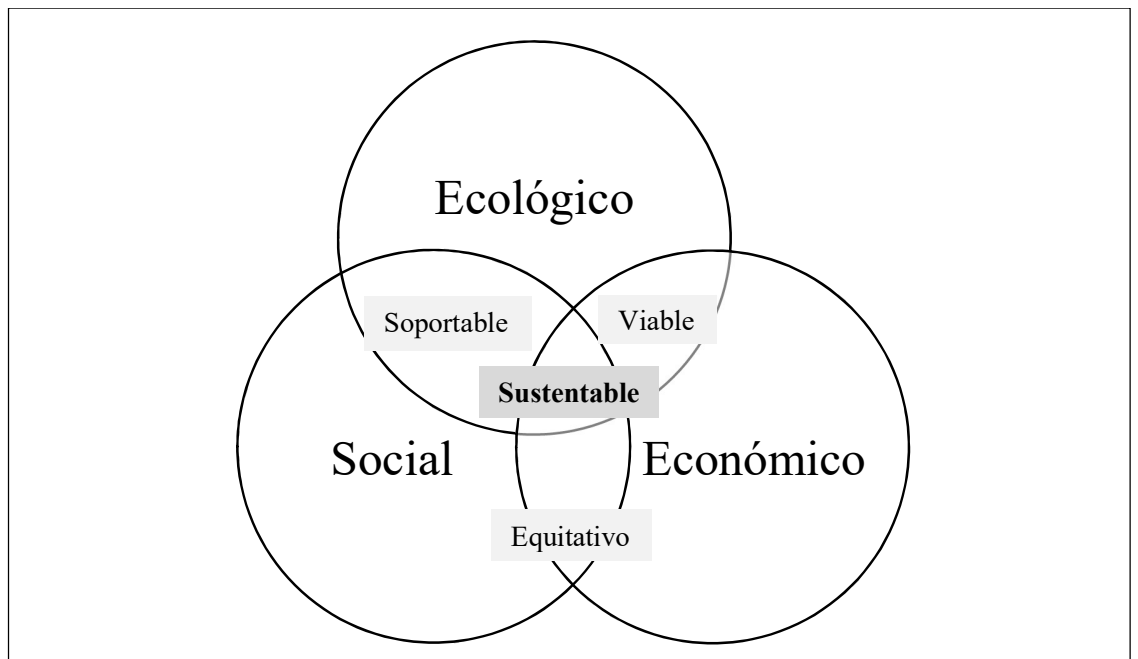 Ecológico
Soportable
Viable
Sustentable
Social
Económico
Equitativo